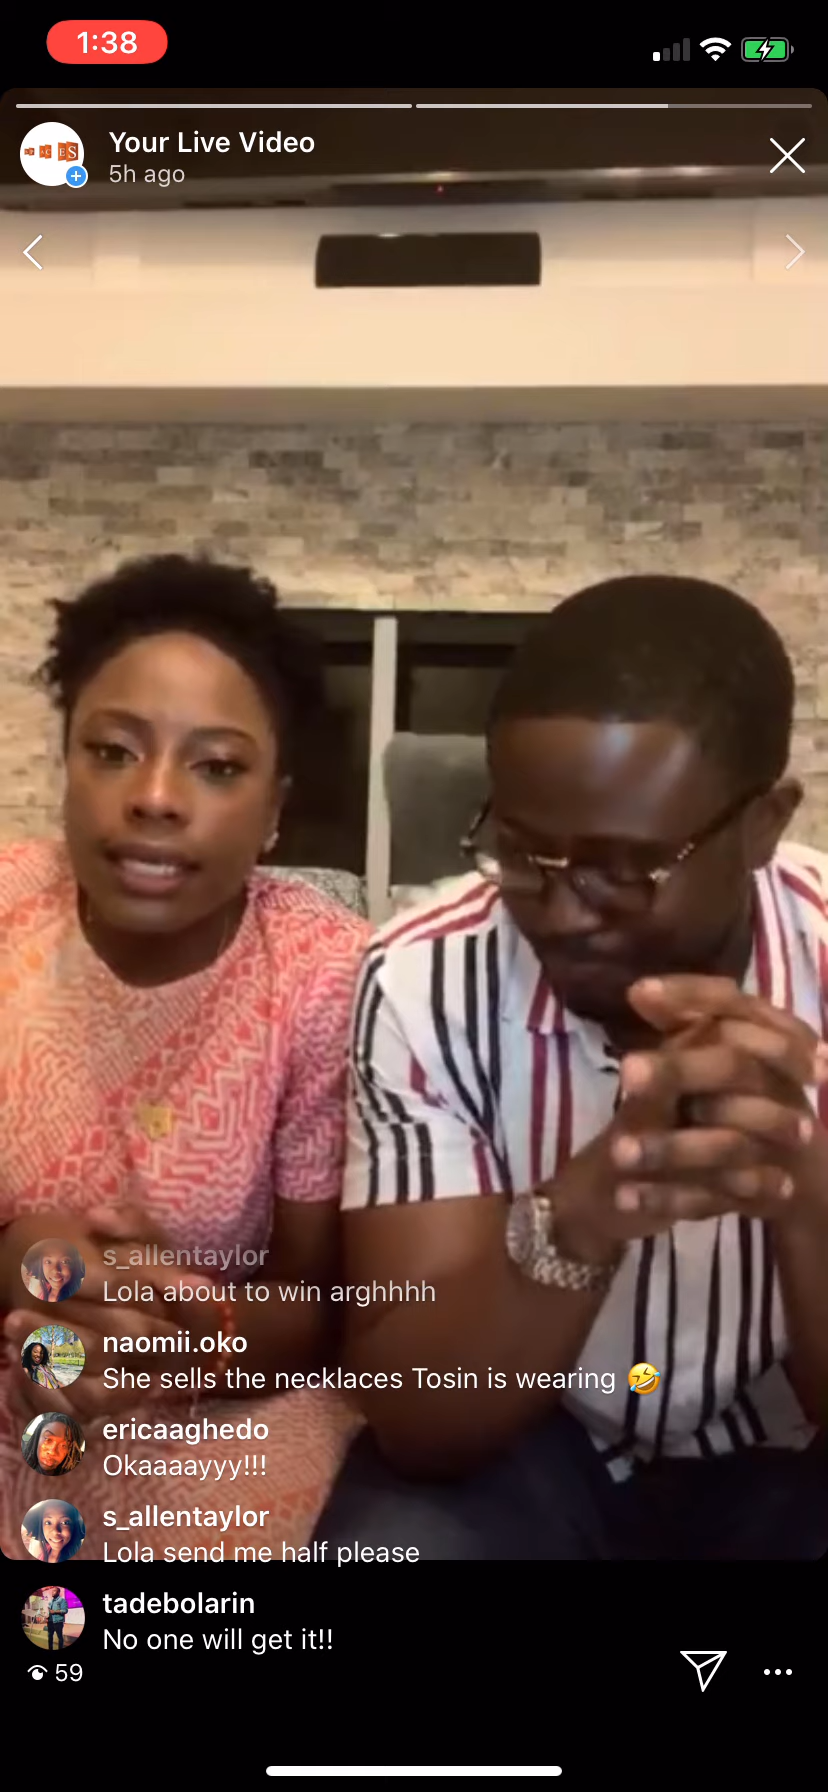 1:38
Your Live Video
5h ago
s_allentaylor
Lola about to win arghhhh
naomii.oko
She sells the necklaces Tosin is wearing 🤣
ericaaghedo
Okaaaayyy!!!
s_allentaylor
Lola send me half please
tadebolarin
No one will get it!!
59